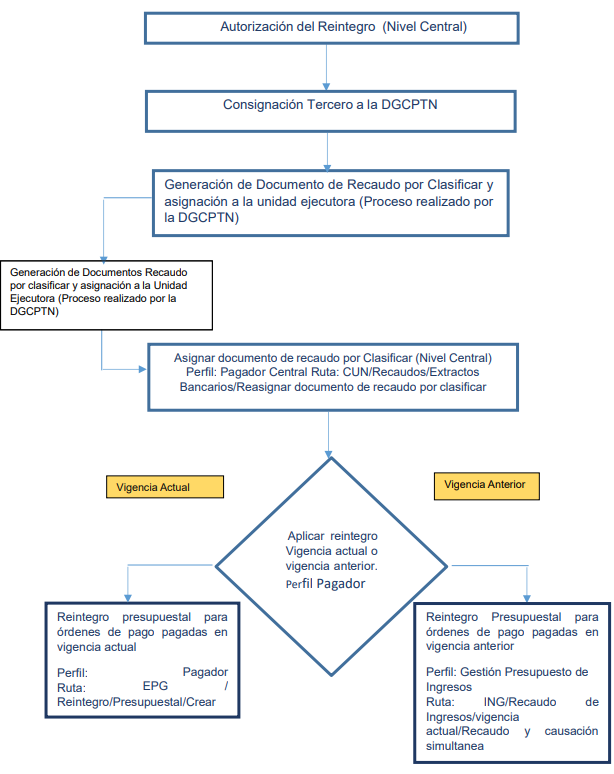 Autorización del Reintegro (Nivel Central)
Consignación Tercero a la DGCPTN
Generación de Documento de Recaudo por Clasificar y
asignación a la unidad ejecutora (Proceso realizado por
la DGCPTN)
Generación de Documentos Recaudo
por clasificar y asignación a la Unidad
Ejecutora (Proceso realizado por la
DGCPTN)
Asignar documento de recaudo por Clasificar (Nivel Central)
Perfil: Pagador Central Ruta: CUN/Recaudos/Extractos
Bancarios/Reasignar documento de recaudo por clasificar
Vigencia Actual
Vigencia Anterior
Aplicar reintegro
Vigencia actual o
vigencia anterior.
Perfil Pagador
Reintegro presupuestal para
órdenes de pago pagadas en
vigencia actual
Perfil: Pagador
Ruta: EPG /
Reintegro/Presupuestal/Crear
Reintegro Presupuestal para
órdenes de pago pagadas en
vigencia anterior
Perfil: Gestión Presupuesto de
Ingresos
Ruta: ING/Recaudo de
Ingresos/vigencia
actual/Recaudo y causación
simultanea